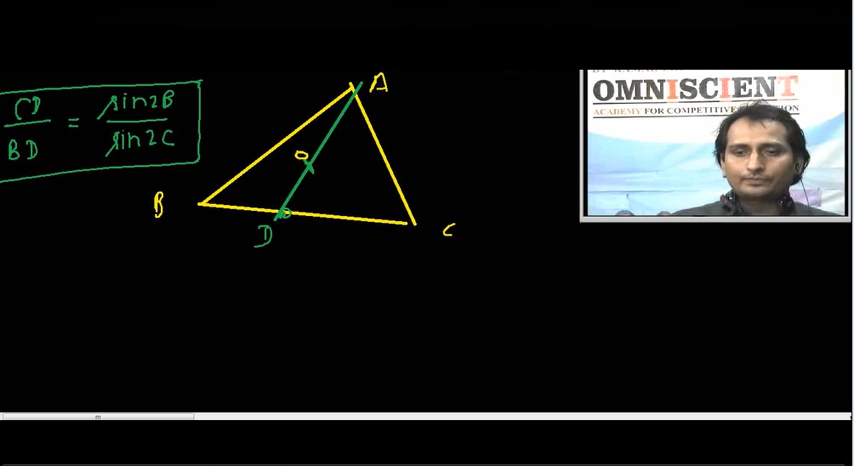 CD / BD = sin2B / sin2C
A
O
B
D
C
OMNISCIENT
ACADEMY FOR COMPETITIVE